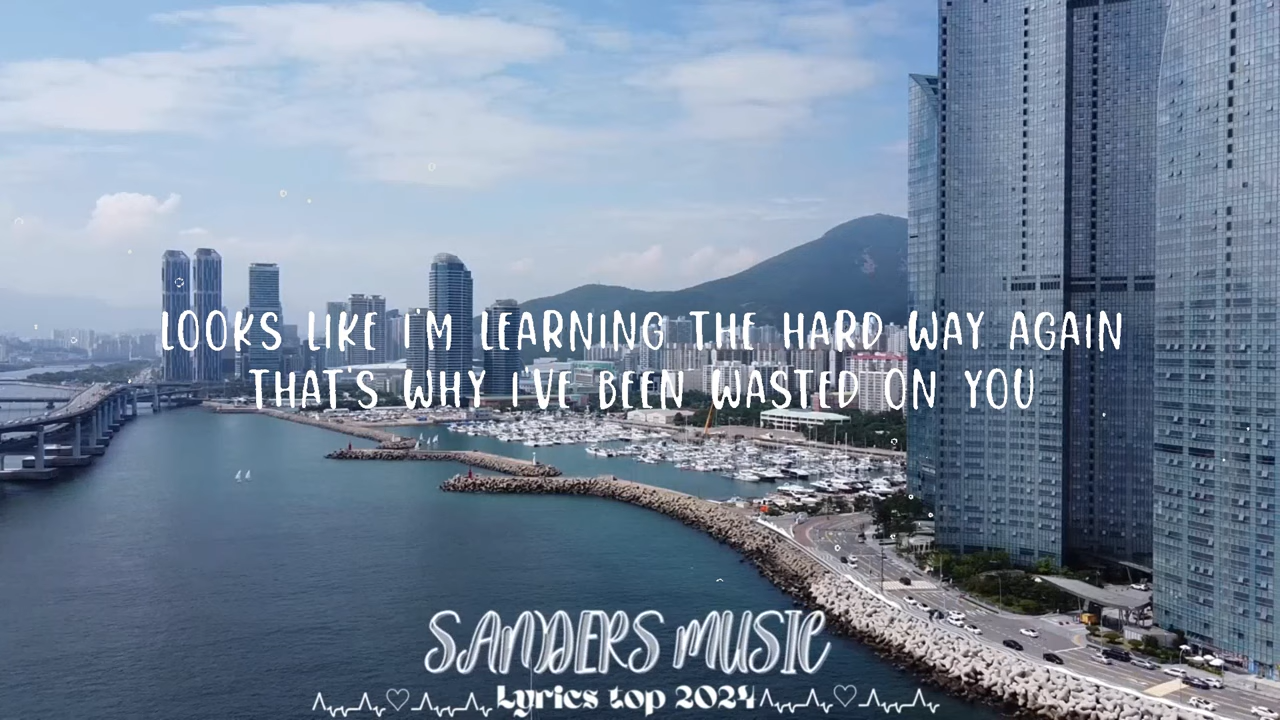 LOOKS LIKE I'M LEARNING THE HARD WAY AGAIN
THAT'S WHY I'VE BEEN WASTED ON YOU
SANDERS MUSIC
Lyrics top 2024